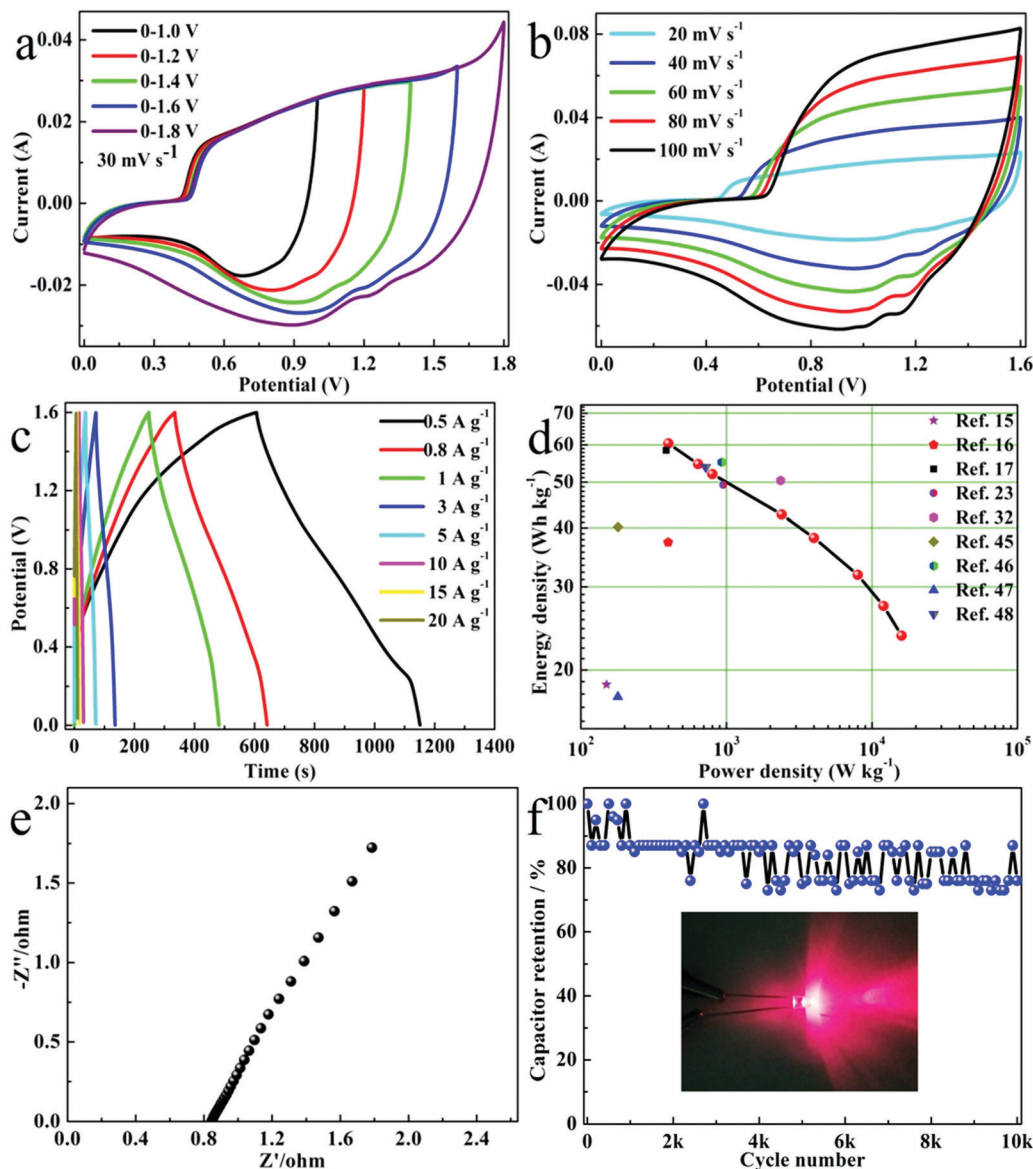 a
0-1.0 V
0-1.2 V
0-1.4 V
0-1.6 V
0-1.8 V
30 mV s⁻¹
0.04
0.02
0.00
-0.02
Current (A)
0.0 0.3 0.6 0.9 1.2 1.5 1.8
Potential (V)
b
20 mV s⁻¹
40 mV s⁻¹
60 mV s⁻¹
80 mV s⁻¹
100 mV s⁻¹
0.08
0.04
0.00
-0.04
Current (A)
0.0 0.4 0.8 1.2 1.6
Potential (V)
c
0.5 A g⁻¹
0.8 A g⁻¹
1 A g⁻¹
3 A g⁻¹
5 A g⁻¹
10 A g⁻¹
15 A g⁻¹
20 A g⁻¹
1.6
1.2
0.8
0.4
0.0
Potential (V)
0 200 400 600 800 1000 1200 1400
Time (s)
d
Ref. 15
Ref. 16
Ref. 17
Ref. 23
Ref. 32
Ref. 45
Ref. 46
Ref. 47
Ref. 48
70
60
50
40
30
20
Energy density (Wh kg⁻¹)
10² 10³ 10⁴ 10⁵
Power density (W kg⁻¹)
e
2.0
1.5
1.0
0.5
0.0
-Z''/ohm
0.0 0.4 0.8 1.2 1.6 2.0 2.4
Z'/ohm
f
100
80
60
40
20
0
Capacitor retention / %
0 2k 4k 6k 8k 10k
Cycle number